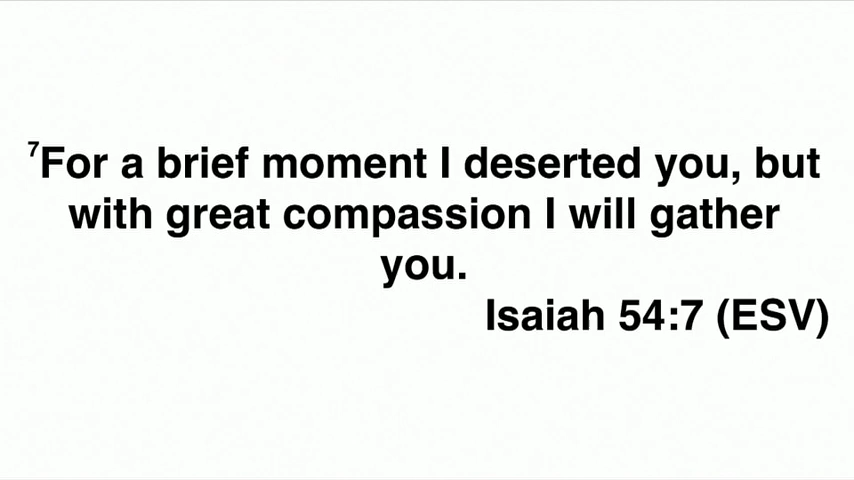 ⁷For a brief moment I deserted you, but
with great compassion I will gather
you.
Isaiah 54:7 (ESV)